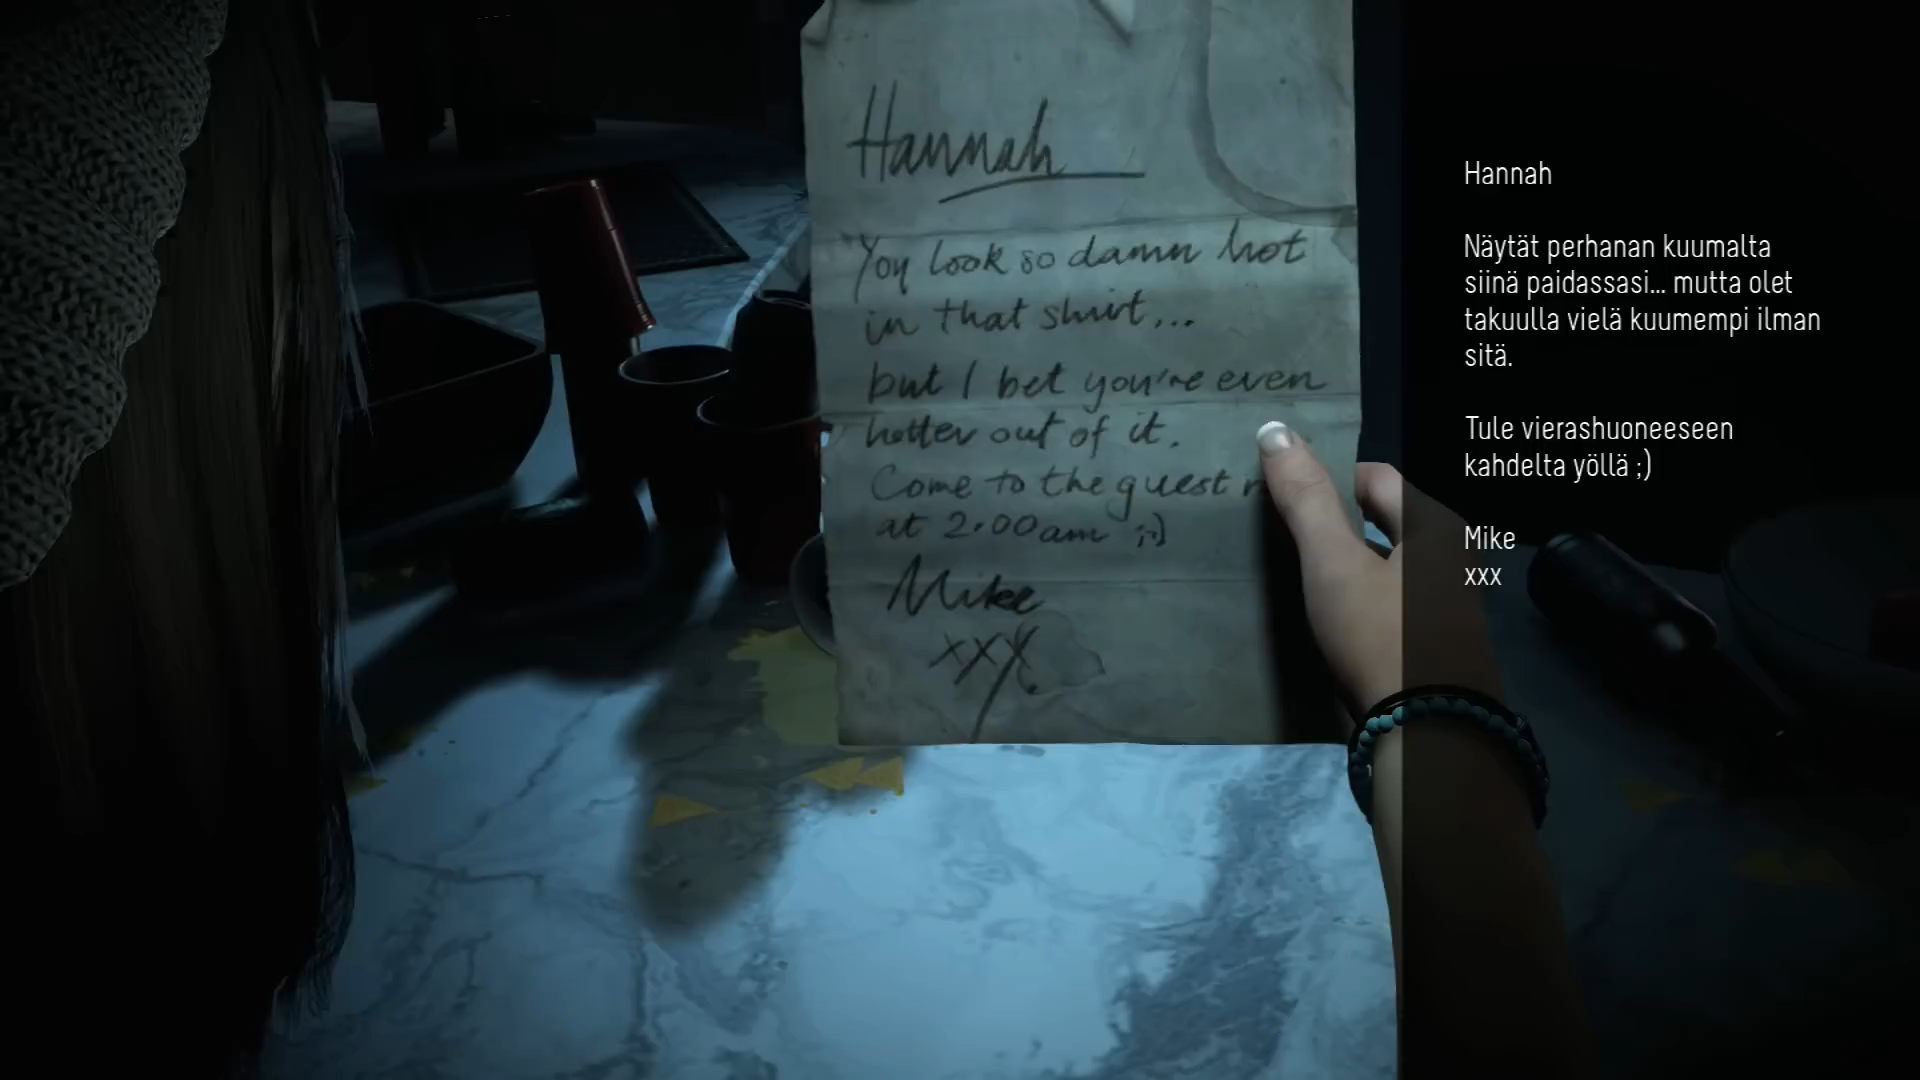 Hannah
You look so damn hot
in that shirt...
but I bet you're even
hotter out of it.
Come to the guest
at 2.00am ;)
Mike
xxx
Hannah
Näytät perhanan kuumalta
siinä paidassasi... mutta olet
takuulla vielä kuumempi ilman
sitä.
Tule vierashuoneeseen
kahdelta yöllä ;)
Mike
xxx